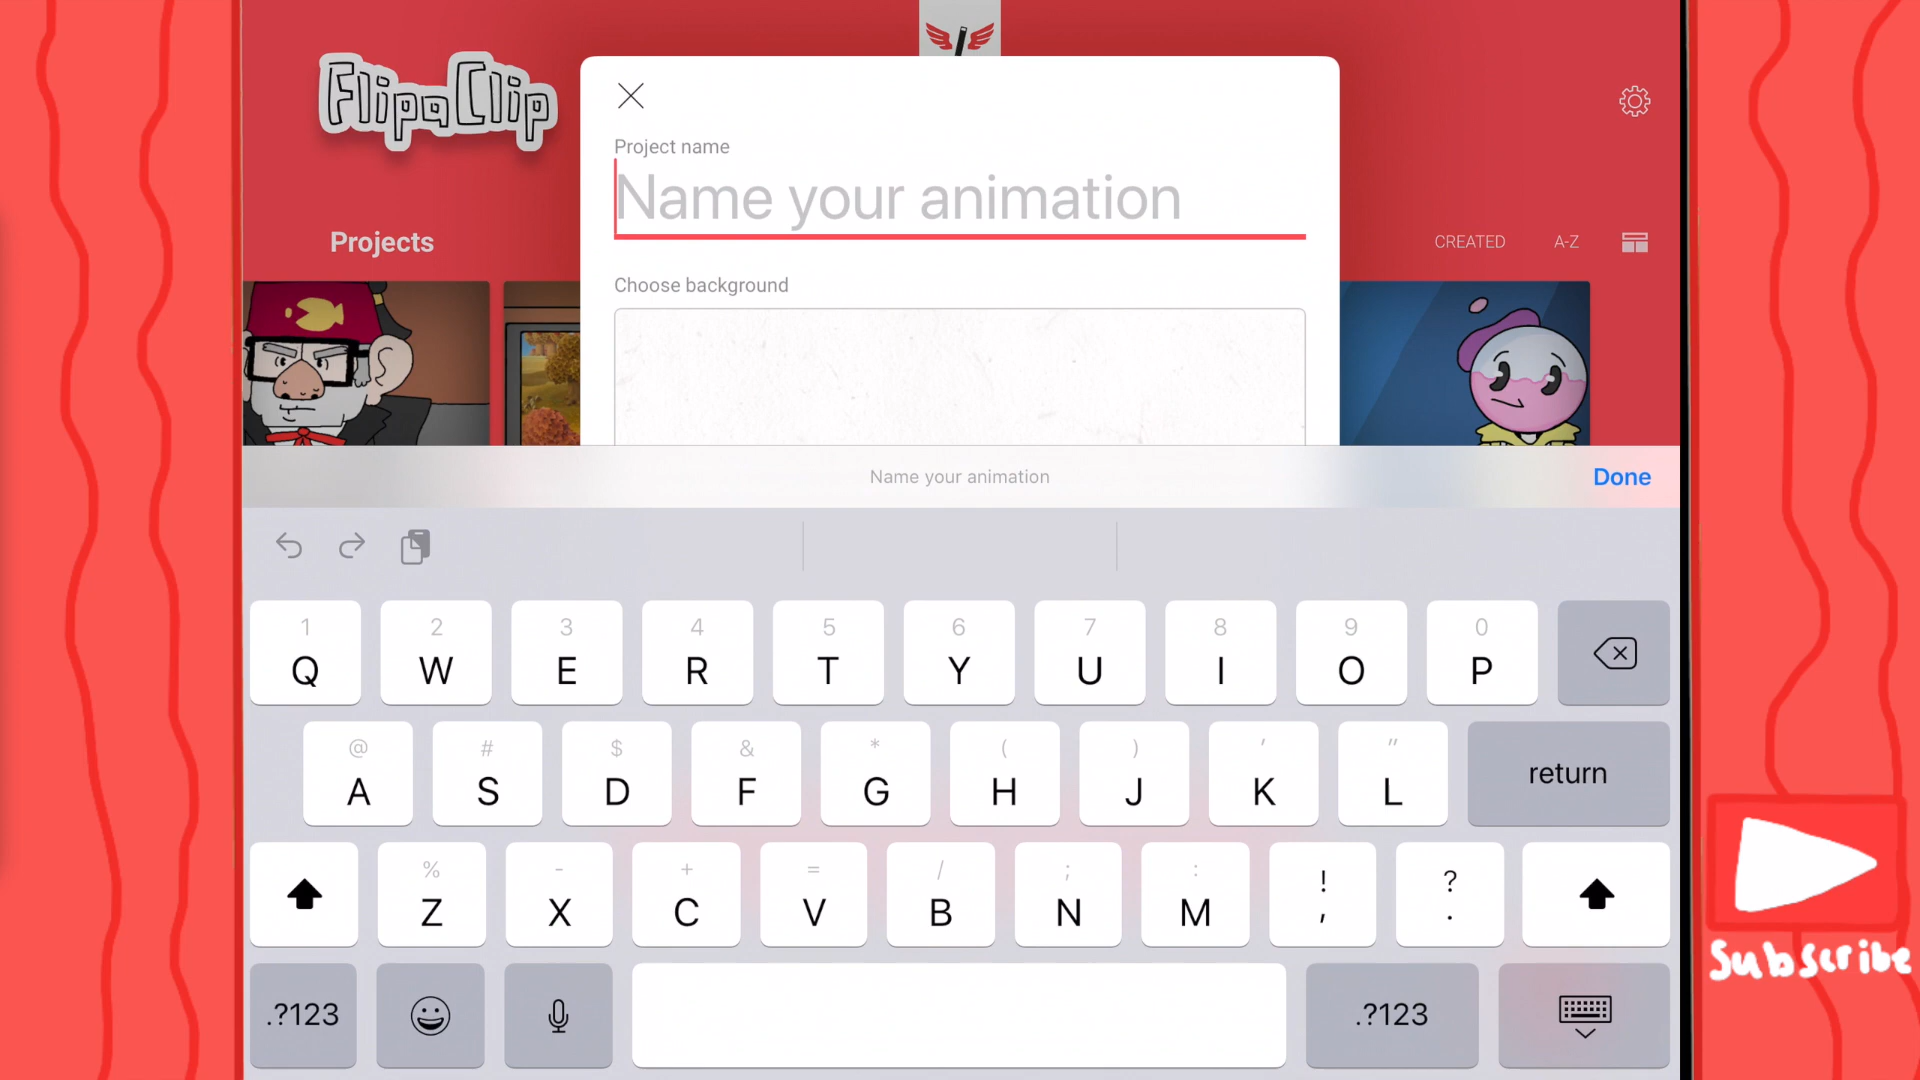 FlipaClip
Project name
Name your animation
Projects
CREATED
A-Z
Choose background
Name your animation
Done
1 2 3 4 5 6 7 8 9 0
Q W E R T Y U I O P
@ # $ & * ( ) ' "
A S D F G H J K L return
% - + = / ; : ! ?
Z X C V B N M , .
Subscribe
.?123 .?123